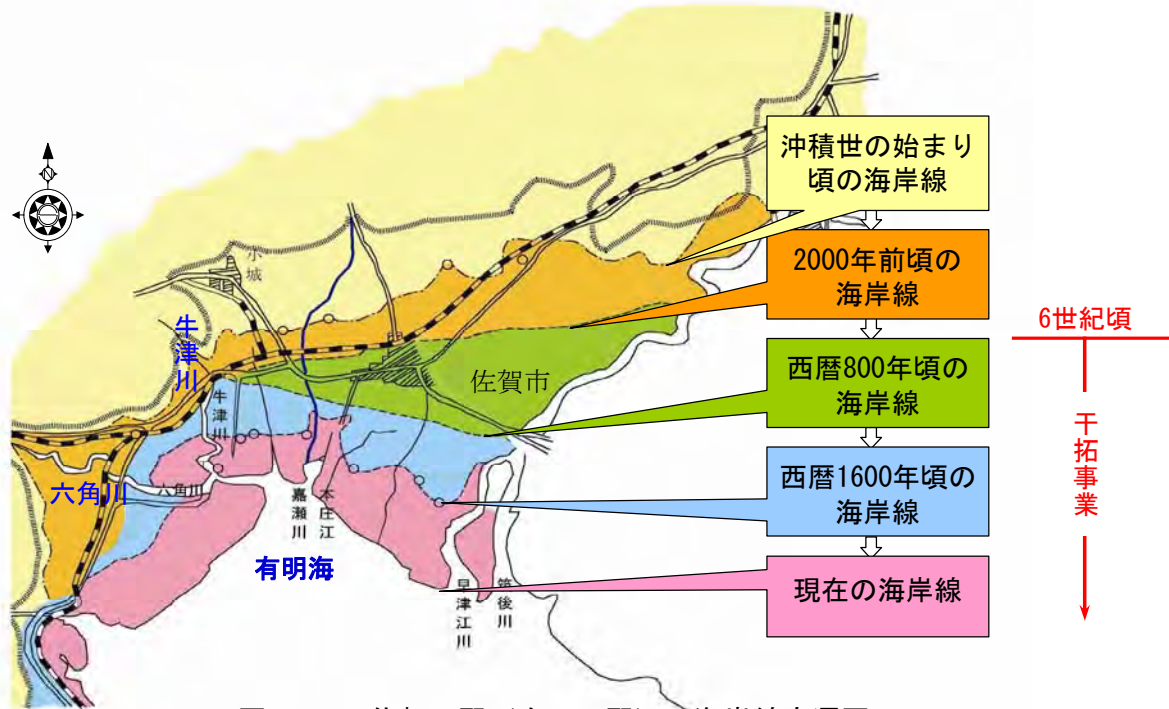 沖積世の始まり
頃の海岸線
2000年前頃の
海岸線
6世紀頃
西暦800年頃の
海岸線
干拓事業
西暦1600年頃の
海岸線
現在の海岸線
N
小城
牛津川
佐賀市
牛津川
六角川
六角川
嘉瀬川
本庄江
有明海
早津江川
筑後川